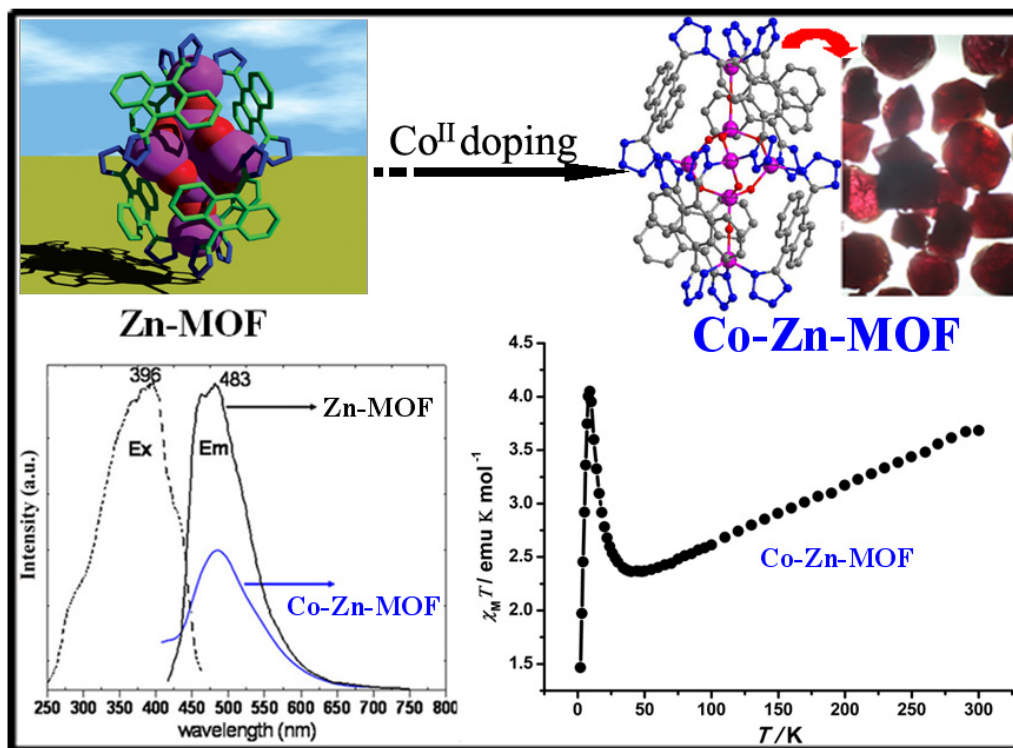 Coᴵᴵ doping
Zn-MOF
Co-Zn-MOF
396
483
Zn-MOF
Ex
Em
Co-Zn-MOF
Intensity (a.u.)
250 300 350 400 450 500 550 600 650 700 750 800
wavelength (nm)
4.5
4.0
3.5
3.0
2.5
2.0
1.5
χ_M T / emu K mol⁻¹
Co-Zn-MOF
0 50 100 150 200 250 300
T / K